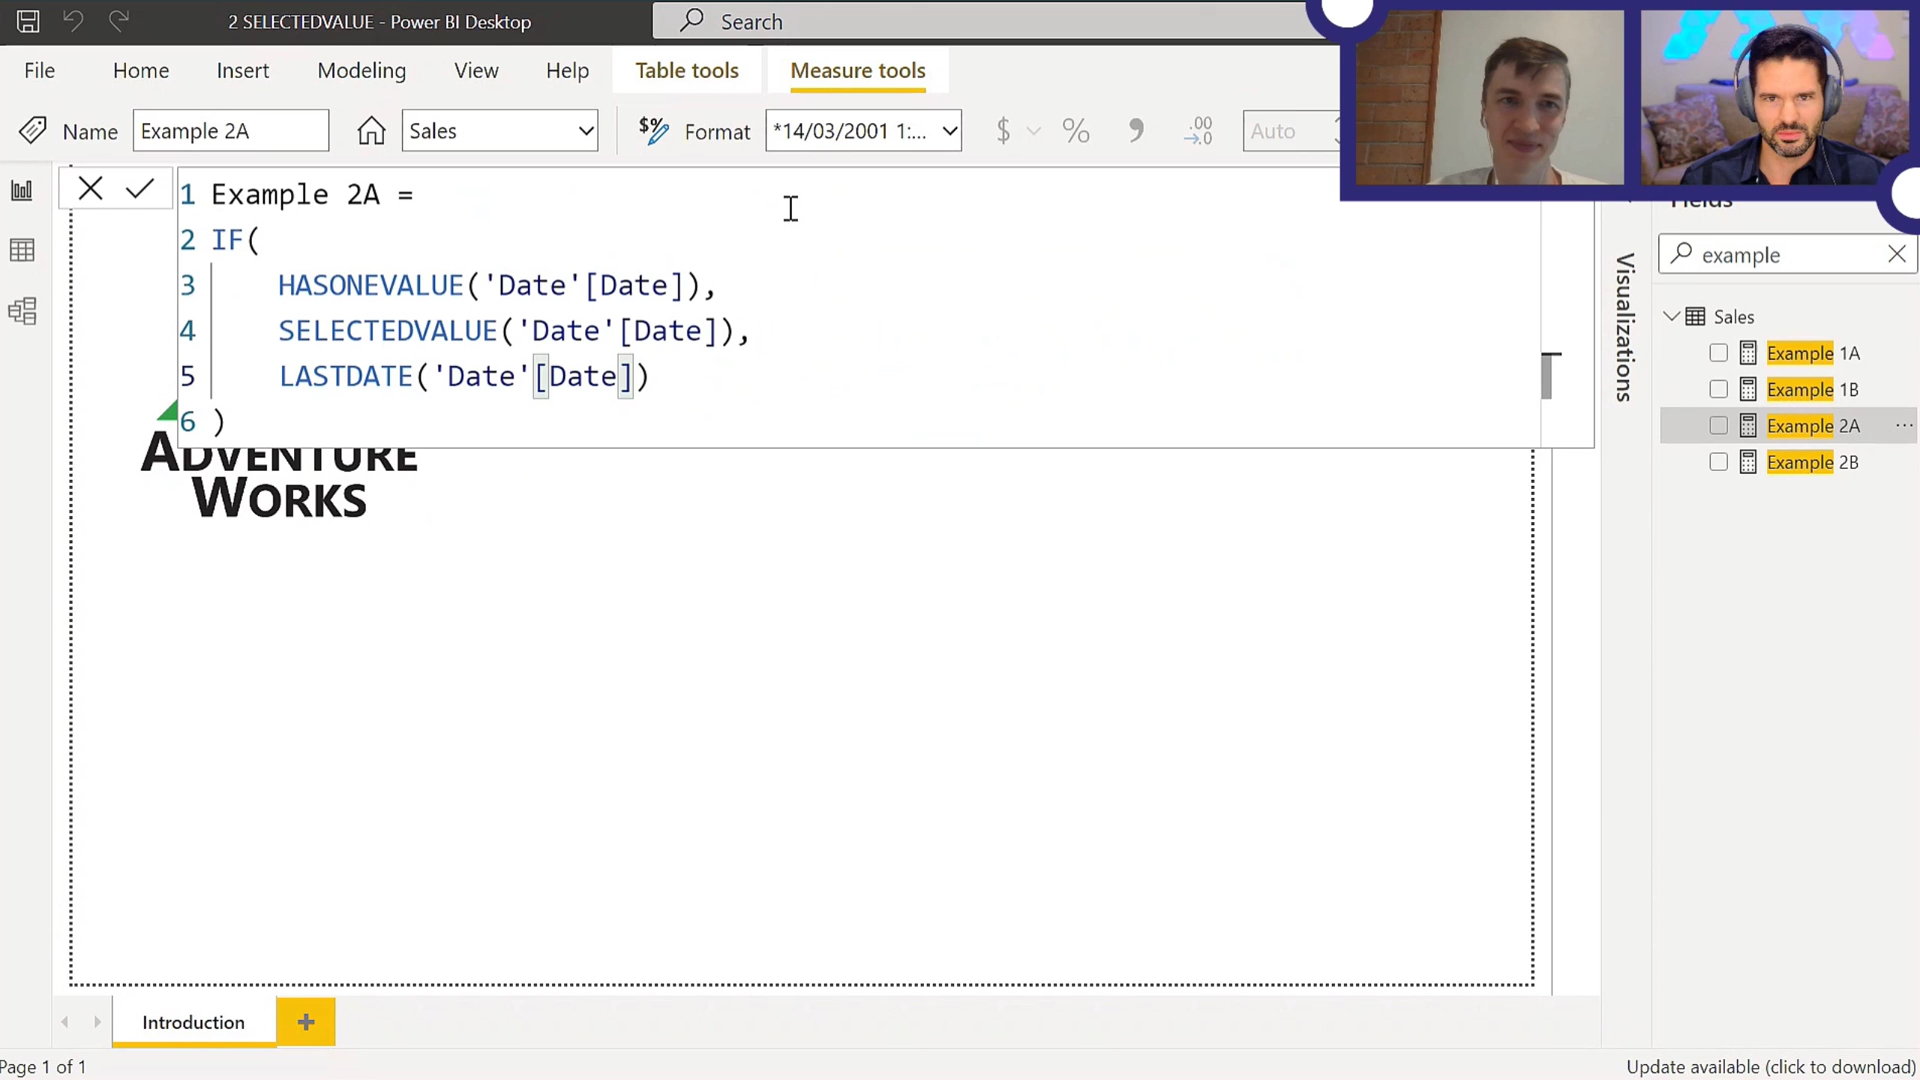 2 SELECTEDVALUE - Power BI Desktop
Search
File Home Insert Modeling View Help Table tools Measure tools
Name Example 2A Sales Format *14/03/2001 1:... $ % .00 Auto
1 Example 2A =
2 IF(
3 HASONEVALUE('Date'[Date]),
4 SELECTEDVALUE('Date'[Date]),
5 LASTDATE('Date'[Date])
6 )
ADVENTURE
WORKS
Visualizations
Fields
example
Sales
Example 1A
Example 1B
Example 2A
Example 2B
Introduction
Page 1 of 1
Update available (click to download)